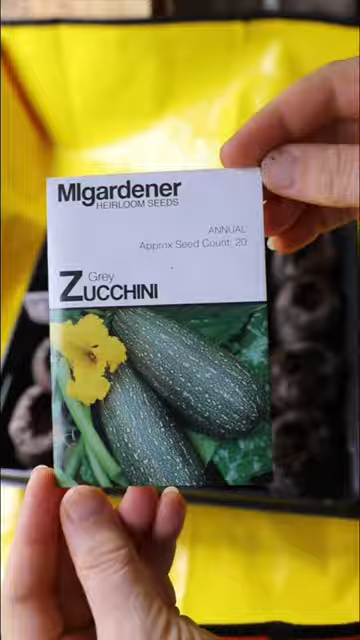 MIgardener
HEIRLOOM SEEDS
ANNUAL
Approx Seed Count: 20
Grey
ZUCCHINI